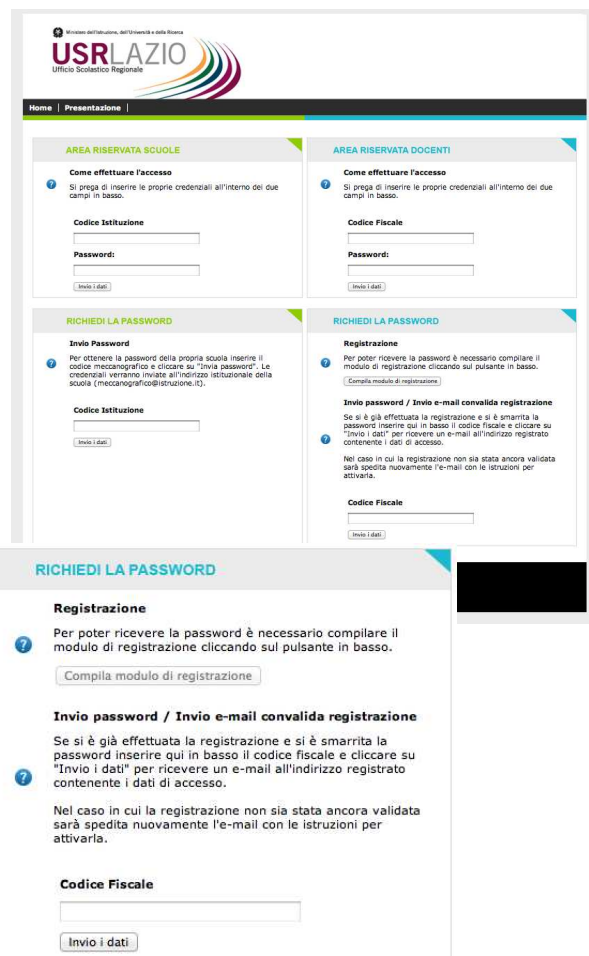 Ministero dell'Istruzione, dell'Università e della Ricerca
USRLAZIO
Ufficio Scolastico Regionale
Home | Presentazione |
AREA RISERVATA SCUOLE
Come effettuare l'accesso
Si prega di inserire le proprie credenziali all'interno dei due
campi in basso.
Codice Istituzione
Password:
Invio i dati
AREA RISERVATA DOCENTI
Come effettuare l'accesso
Si prega di inserire le proprie credenziali all'interno dei due
campi in basso.
Codice Fiscale
Password:
Invio i dati
RICHIEDI LA PASSWORD
Invio Password
Per ottenere la password della propria scuola inserire il
codice meccanografico e cliccare su "Invia password". Le
credenziali verranno inviate all'indirizzo istituzionale della
scuola (meccanografico@istruzione.it).
Codice Istituzione
Invio i dati
RICHIEDI LA PASSWORD
Registrazione
Per poter ricevere la password è necessario compilare il
modulo di registrazione cliccando sul pulsante in basso.
Compila modulo di registrazione
Invio password / Invio e-mail convalida registrazione
Se si è già effettuata la registrazione e si è smarrita la
password inserire qui in basso il codice fiscale e cliccare su
"Invio i dati" per ricevere un e-mail all'indirizzo registrato
contenente i dati di accesso.
Nel caso in cui la registrazione non sia stata ancora validata
sarà spedita nuovamente l'e-mail con le istruzioni per
attivarla.
Codice Fiscale
Invio i dati
RICHIEDI LA PASSWORD
Registrazione
Per poter ricevere la password è necessario compilare il
modulo di registrazione cliccando sul pulsante in basso.
Compila modulo di registrazione
Invio password / Invio e-mail convalida registrazione
Se si è già effettuata la registrazione e si è smarrita la
password inserire qui in basso il codice fiscale e cliccare su
"Invio i dati" per ricevere un e-mail all'indirizzo registrato
contenente i dati di accesso.
Nel caso in cui la registrazione non sia stata ancora validata
sarà spedita nuovamente l'e-mail con le istruzioni per
attivarla.
Codice Fiscale
Invio i dati